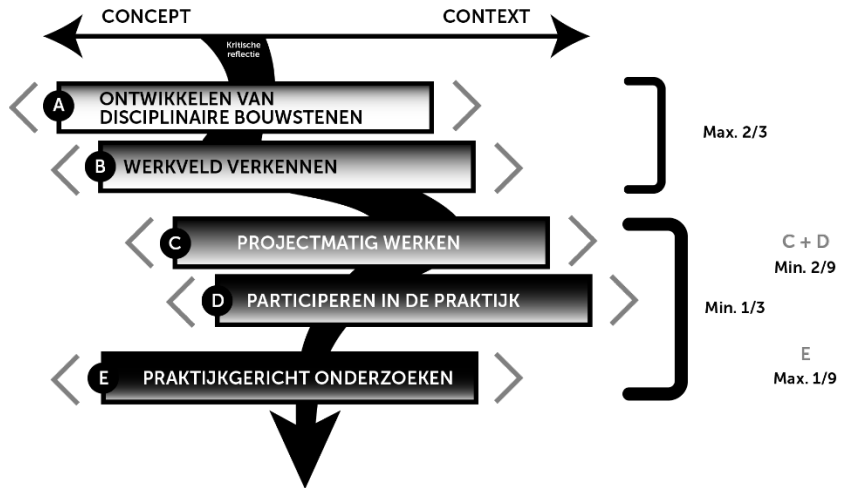 CONCEPT
CONTEXT
Kritische
reflectie
A
ONTWIKKELEN VAN
DISCIPLINAIRE BOUWSTENEN
Max. 2/3
B
WERKVELD VERKENNEN
C
PROJECTMATIG WERKEN
C + D
Min. 2/9
D
PARTICIPEREN IN DE PRAKTIJK
Min. 1/3
E
PRAKTIJKGERICHT ONDERZOEKEN
E
Max. 1/9